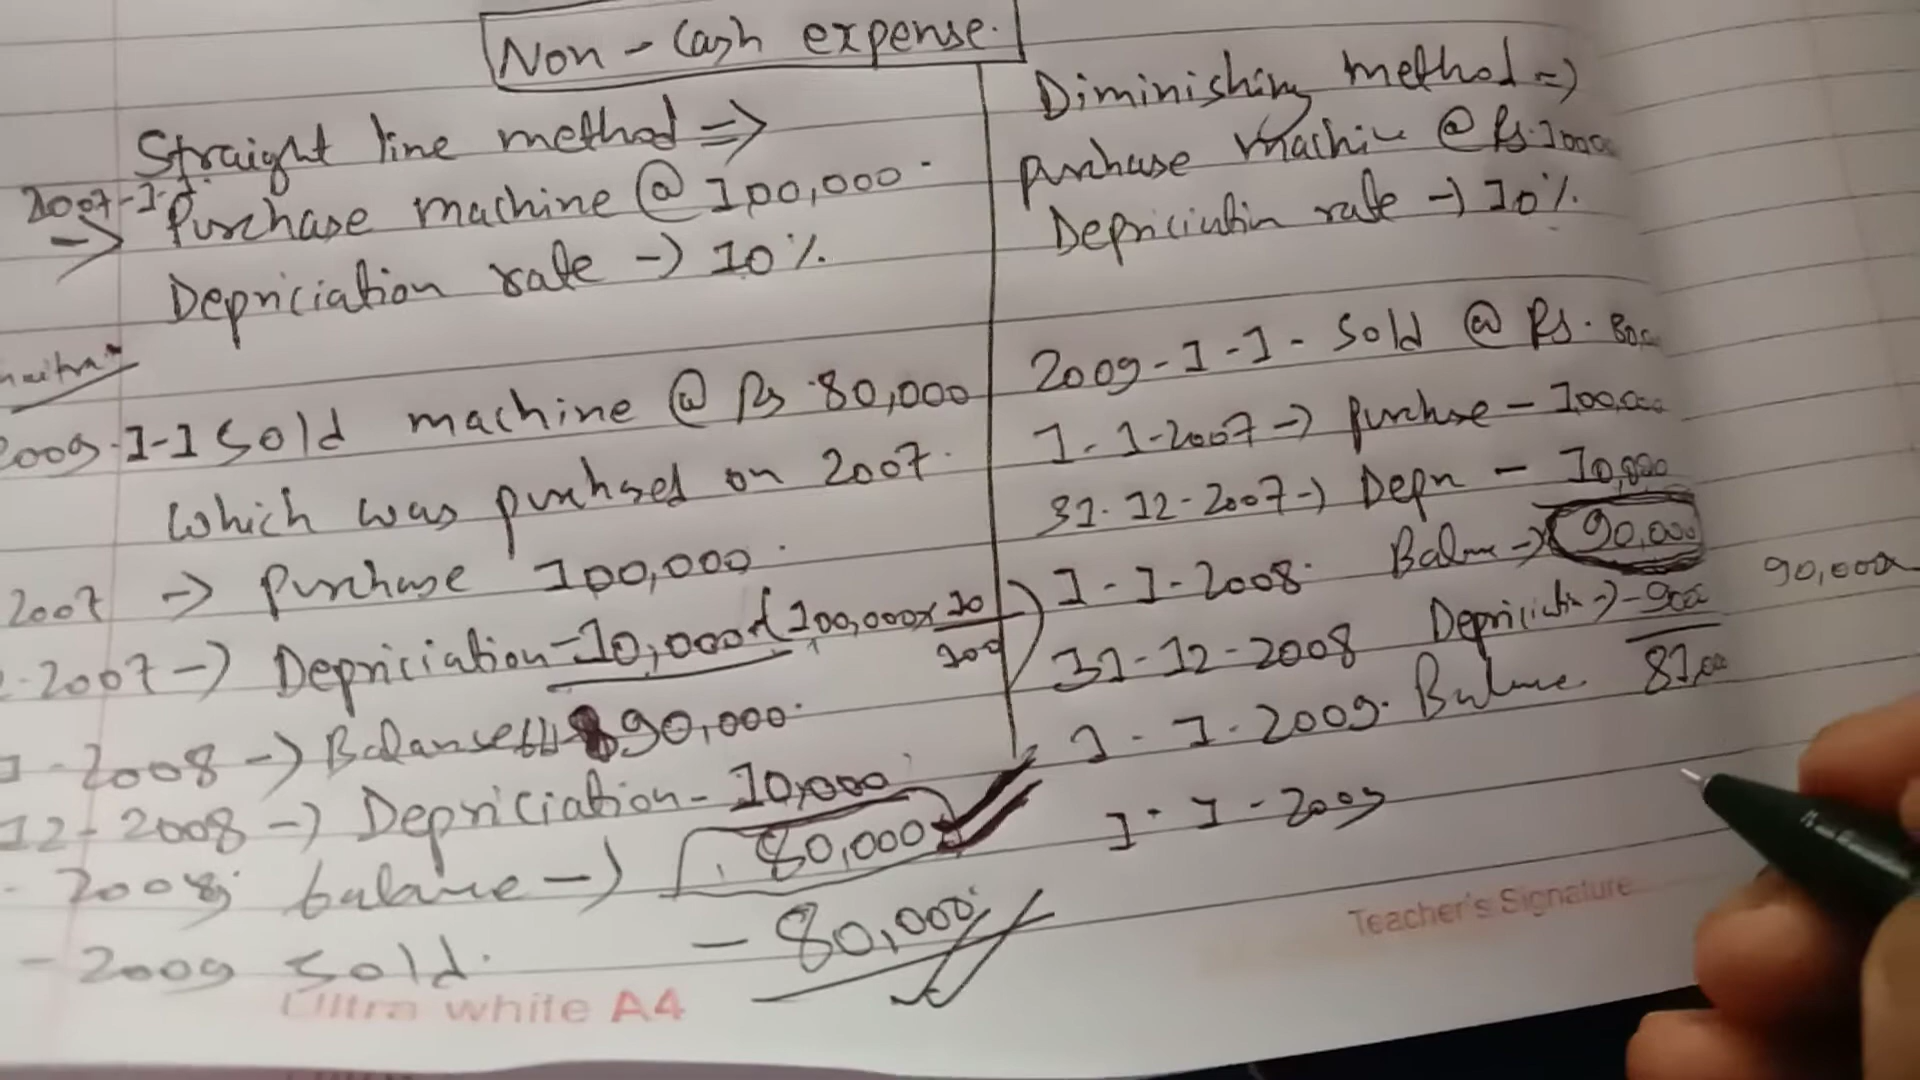 Non - Cash expense.
Straight line method =>
2007-1-1
-> Purchase machine @ 100,000.
Depriciation rate -> 10%.
2009-1-1 Sold machine @ Rs 80,000
Which was purchased on 2007.
2007 -> Purchase 100,000.
-2007 -> Depriciation - 10,000 (100,000 x 10/100)
1-2008 -> Balance 90,000.
12-2008 -> Depriciation - 10,000
balance -> 80,000
- 2009 Sold. - 80,000
Ultra white A4
Diminishing method =>
purchase machin @ Rs.
Depriciation rate -> 10%.
2009-1-1- Sold @ Rs.
1-1-2007 -> Purchase - 100,000
31-12-2007 -> Depn - 10,000
1-1-2008. Balance -> 90,000
90,000
31-12-2008 Depriciation -> -9000
1-1-2009. Balance
1-1-2009
Teacher's Signature